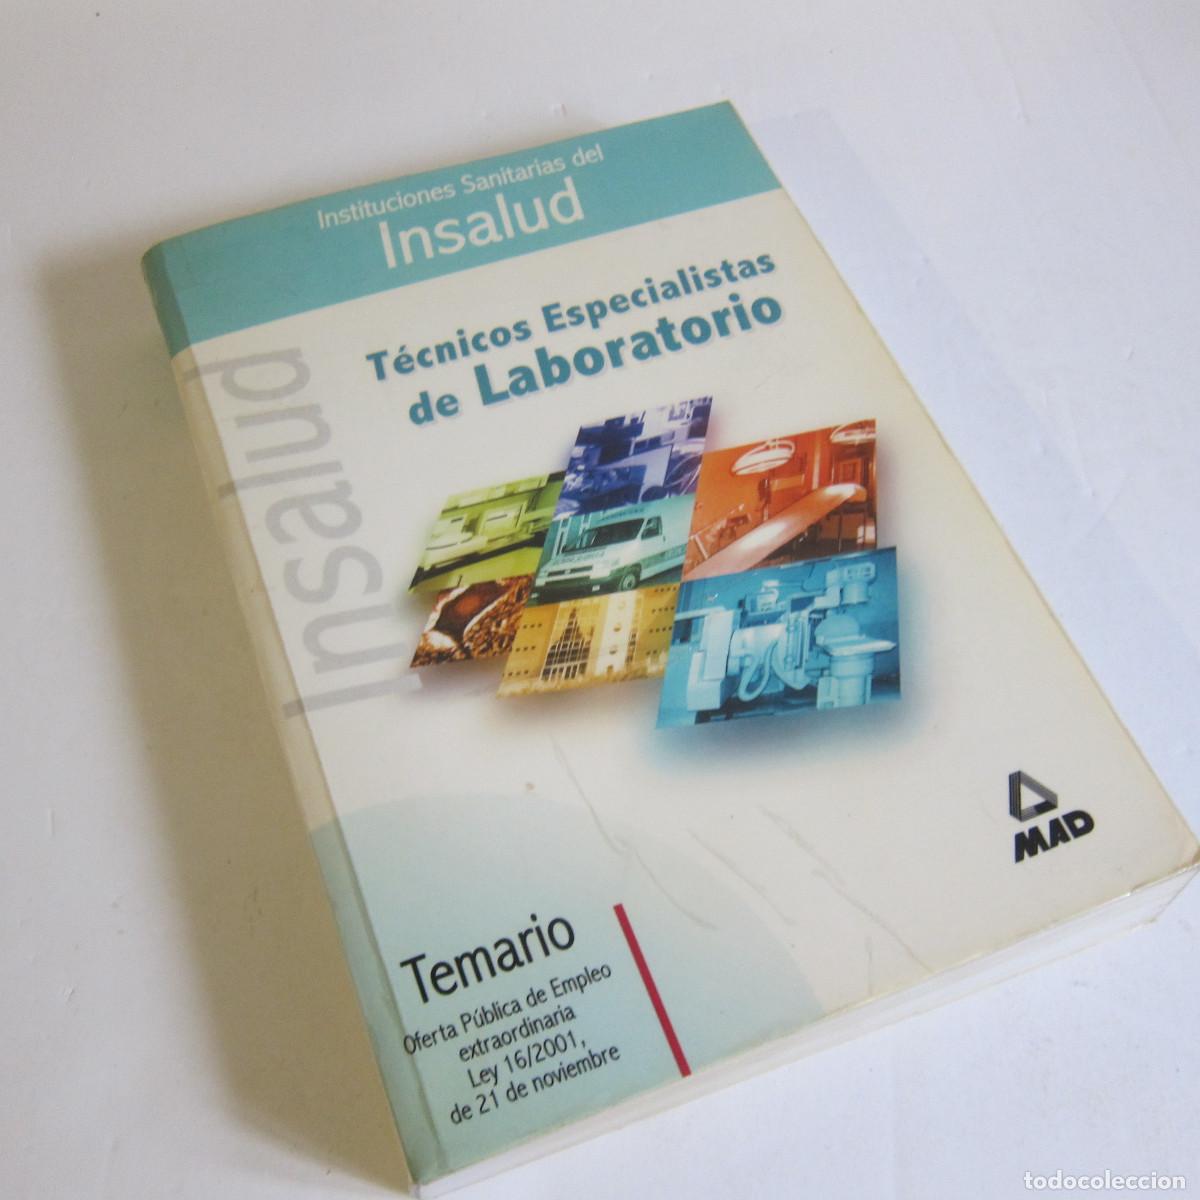 Instituciones Sanitarias del
Insalud
Técnicos Especialistas
de Laboratorio
Insalud
MAD
Temario
Oferta Pública de Empleo
extraordinaria
Ley 16/2001,
de 21 de noviembre
todocoleccion